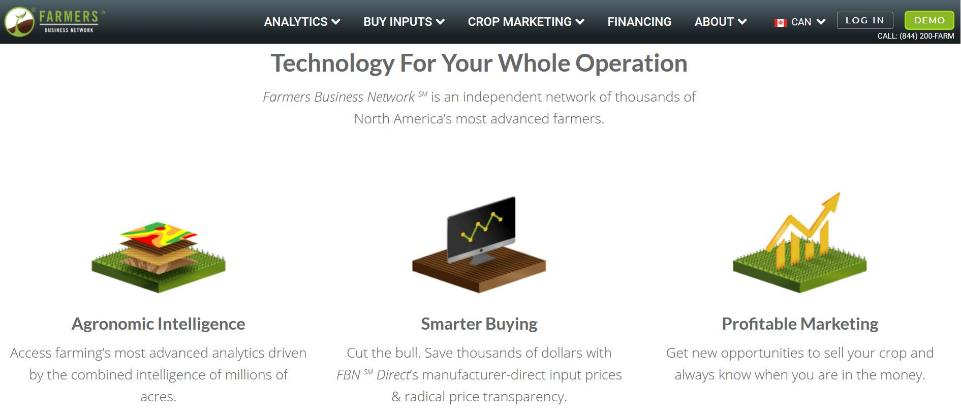 FARMERS
BUSINESS NETWORK
ANALYTICS BUY INPUTS CROP MARKETING FINANCING ABOUT CAN LOG IN DEMO
CALL: (844) 200-FARM
Technology For Your Whole Operation
Farmers Business Network ℠ is an independent network of thousands of
North America's most advanced farmers.
Agronomic Intelligence
Access farming's most advanced analytics driven
by the combined intelligence of millions of
acres.
Smarter Buying
Cut the bull. Save thousands of dollars with
FBN ℠ Direct's manufacturer-direct input prices
& radical price transparency.
Profitable Marketing
Get new opportunities to sell your crop and
always know when you are in the money.